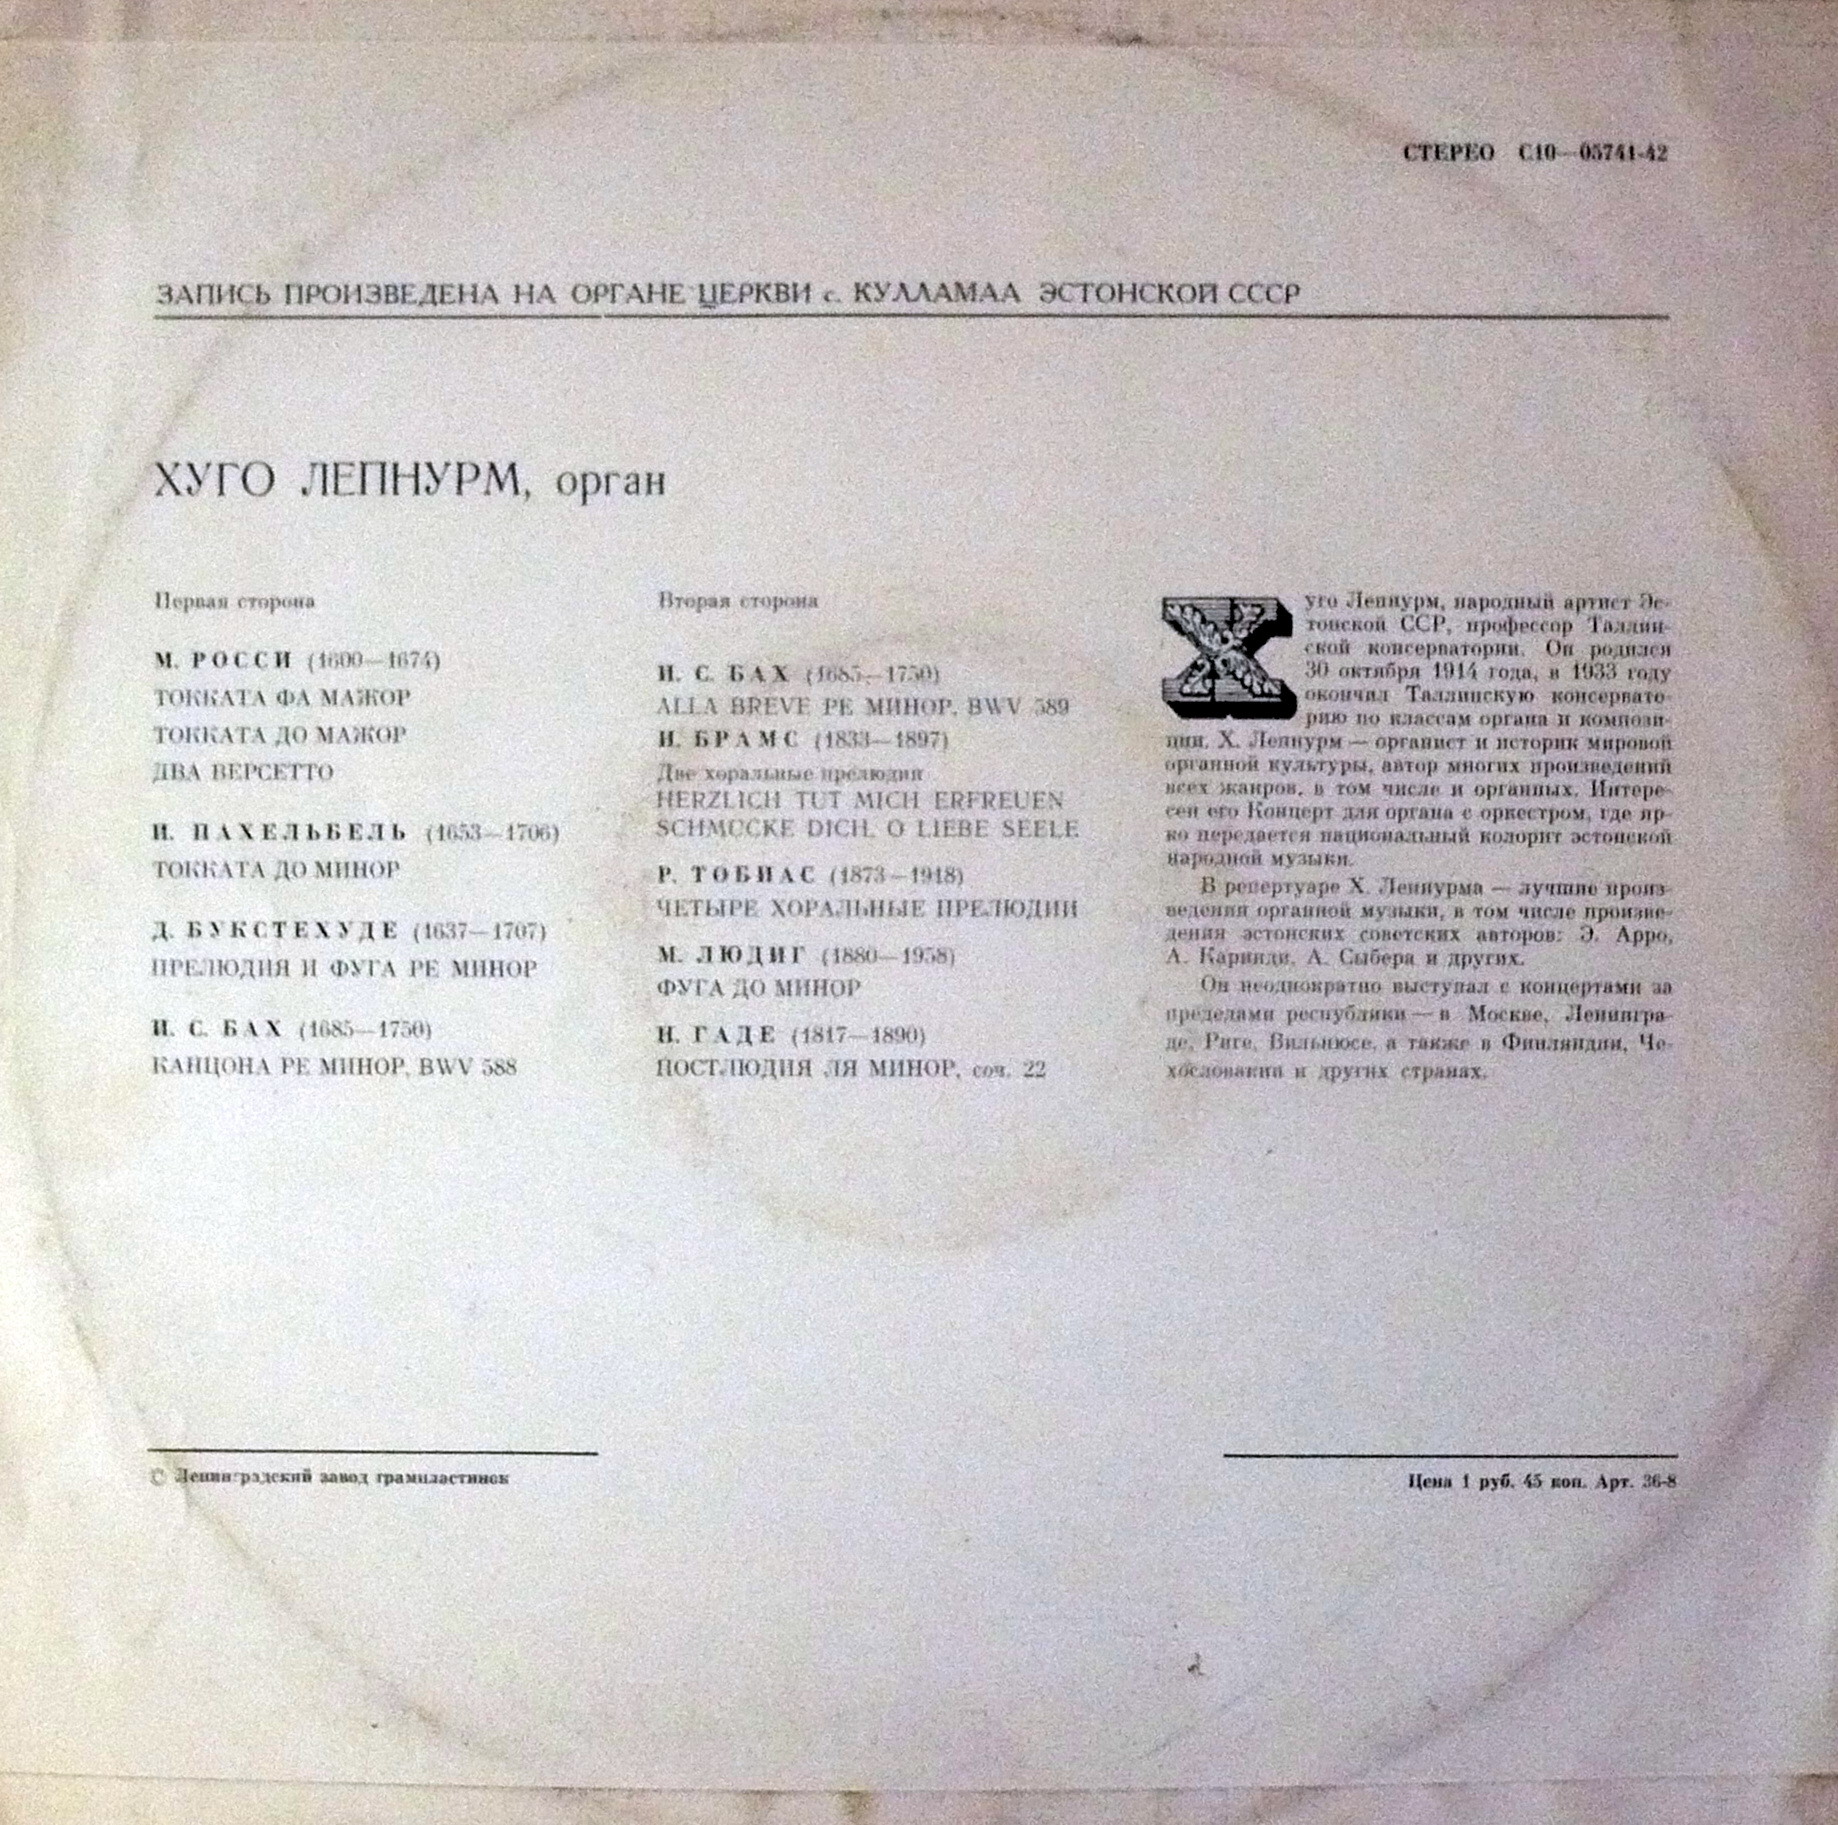 СТЕРЕО С10—05741-42
ЗАПИСЬ ПРОИЗВЕДЕНА НА ОРГАНЕ ЦЕРКВИ с. КУЛЛАМАА ЭСТОНСКОЙ СССР
ХУГО ЛЕПНУРМ, орган
Первая сторона
М. РОССИ (1600—1674)
ТОККАТА ФА МАЖОР
ТОККАТА ДО МАЖОР
ДВА ВЕРСЕТТО
И. ПАХЕЛЬБЕЛЬ (1653—1706)
ТОККАТА ДО МИНОР
Д. БУКСТЕХУДЕ (1637—1707)
ПРЕЛЮДИЯ И ФУГА РЕ МИНОР
И. С. БАХ (1685—1750)
КАНЦОНА РЕ МИНОР, BWV 588
Вторая сторона
И. С. БАХ (1685—1750)
ALLA BREVE РЕ МИНОР, BWV 589
И. БРАМС (1833—1897)
Две хоральные прелюдии
HERZLICH TUT MICH ERFREUEN
SCHMÜCKE DICH, O LIEBE SEELE
Р. ТОБИАС (1873—1918)
ЧЕТЫРЕ ХОРАЛЬНЫЕ ПРЕЛЮДИИ
М. ЛЮДИГ (1880—1958)
ФУГА ДО МИНОР
Н. ГАДЕ (1817—1890)
ПОСТЛЮДИЯ ЛЯ МИНОР, соч. 22
Хуго Лепнурм, народный артист Эс-
тонской ССР, профессор Таллин-
ской консерватории. Он родился
30 октября 1914 года, в 1933 году
окончил Таллинскую консервато-
рию по классам органа и компози-
ции. Х. Лепнурм — органист и историк мировой
органной культуры, автор многих произведений
всех жанров, в том числе и органных. Интере-
сен его Концерт для органа с оркестром, где яр-
ко передается национальный колорит эстонской
народной музыки.
В репертуаре Х. Лепнурма — лучшие произ-
ведения органной музыки, в том числе произве-
дения эстонских советских авторов: Э. Арро,
А. Каринди, А. Сыбера и других.
Он неоднократно выступал с концертами за
пределами республики — в Москве, Ленингра-
де, Риге, Вильнюсе, а также в Финляндии, Че-
хословакии и других странах.
© Ленинградский завод грампластинок
Цена 1 руб. 45 коп. Арт. 36-8